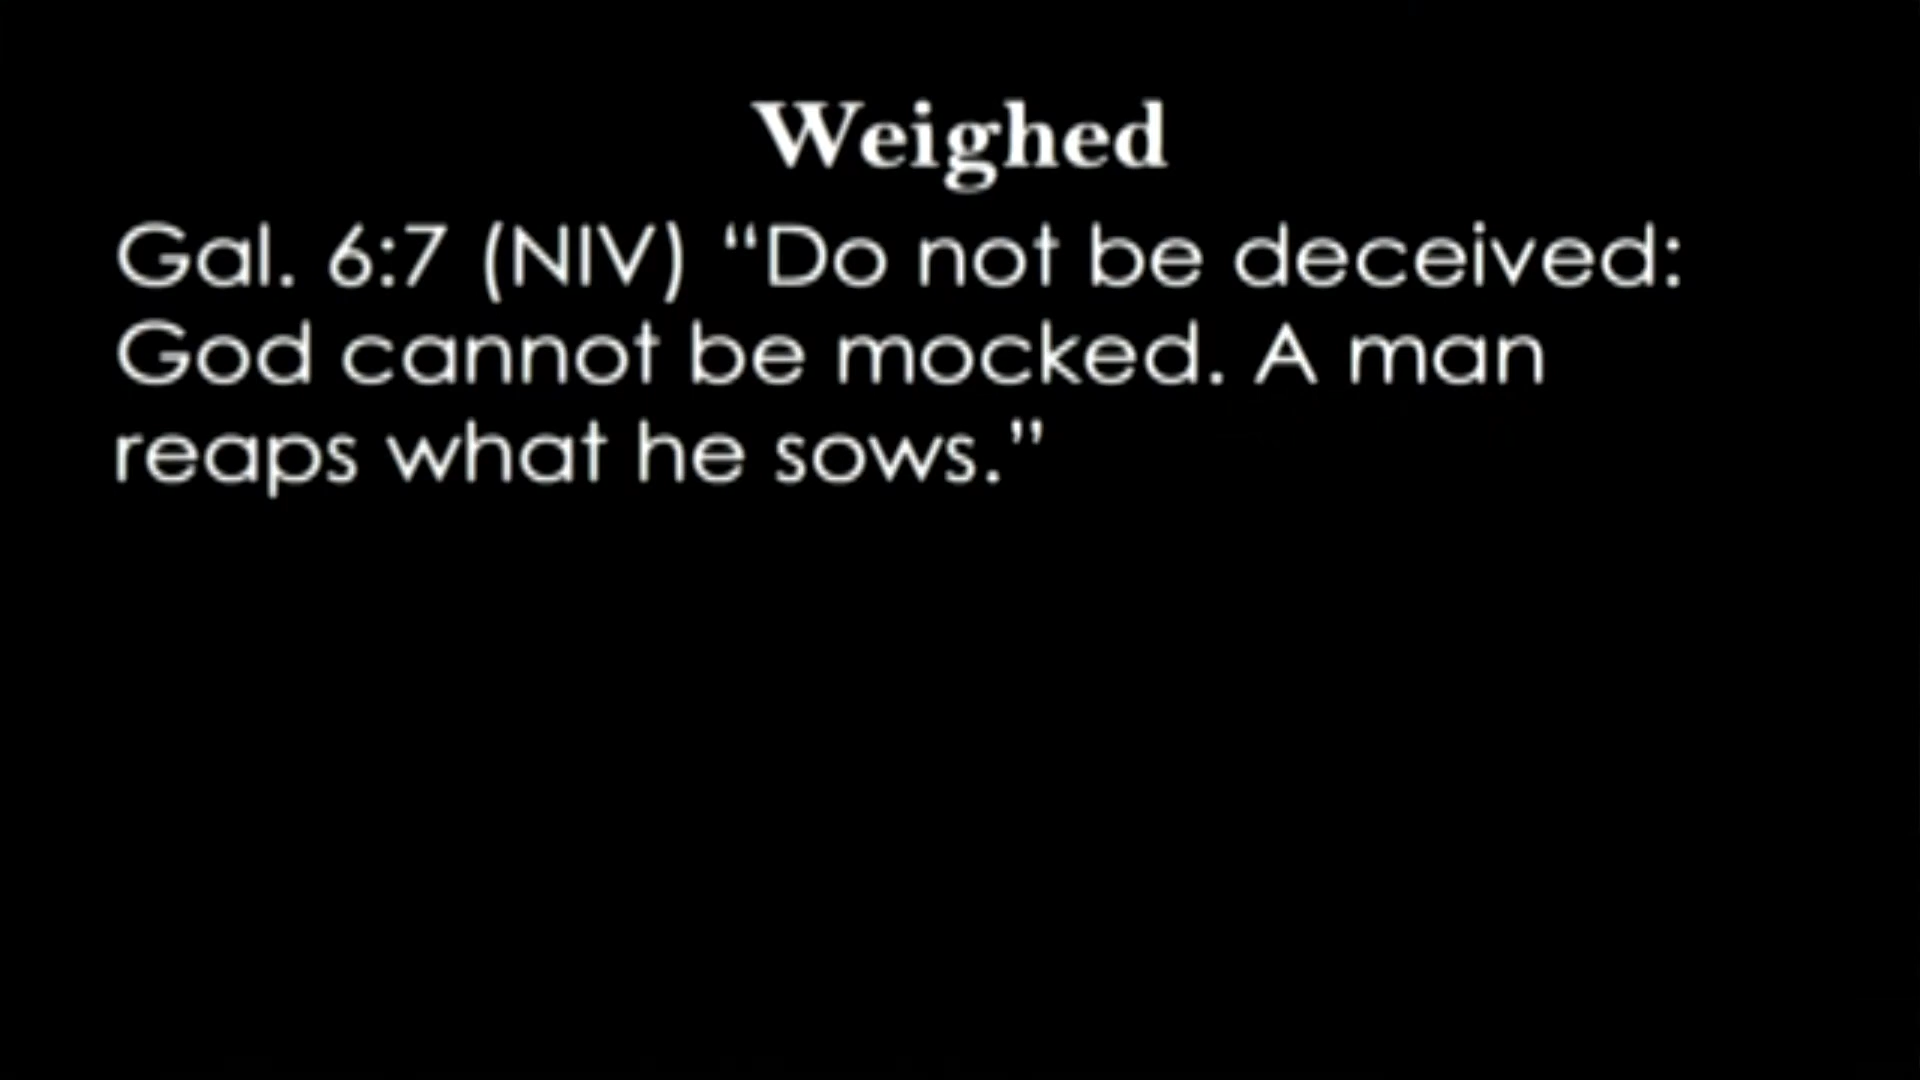 Weighed
Gal. 6:7 (NIV) “Do not be deceived:
God cannot be mocked. A man
reaps what he sows.”